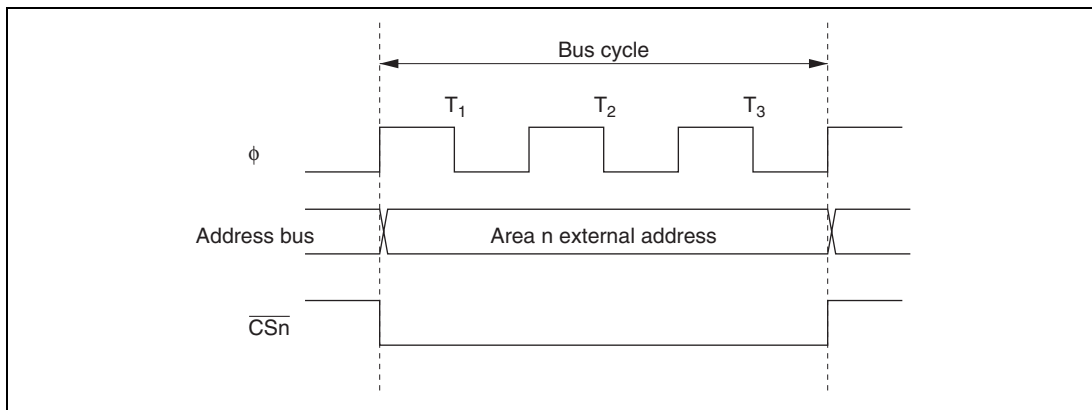 Bus cycle
T1 T2 T3
φ
Address bus Area n external address
CSn